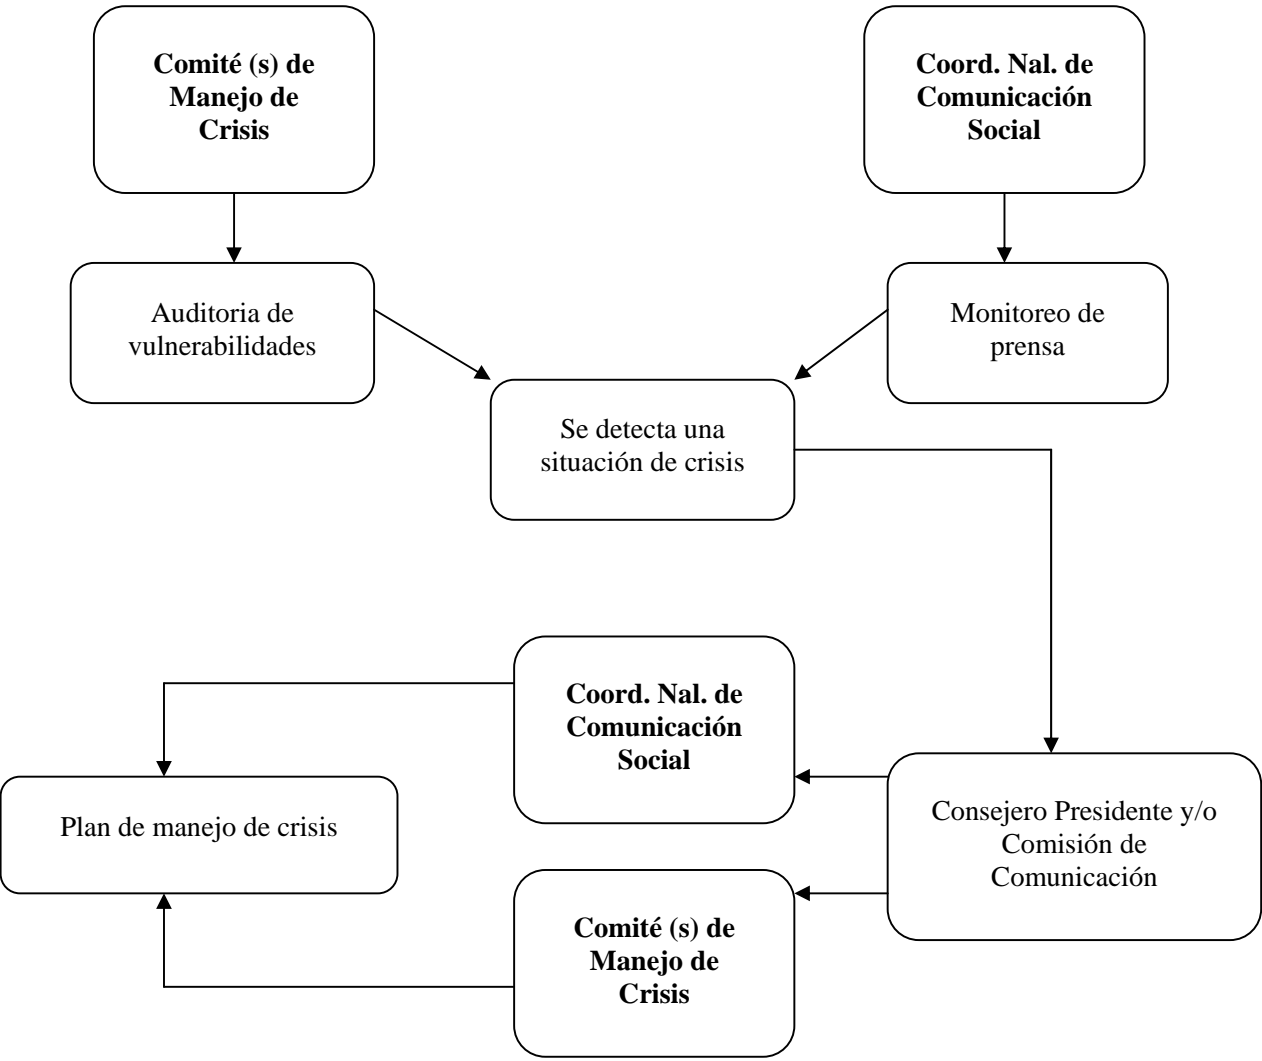 Comité (s) de
Manejo de
Crisis
Coord. Nal. de
Comunicación
Social
Auditoria de
vulnerabilidades
Monitoreo de
prensa
Se detecta una
situación de crisis
Coord. Nal. de
Comunicación
Social
Plan de manejo de crisis
Consejero Presidente y/o
Comisión de
Comunicación
Comité (s) de
Manejo de
Crisis